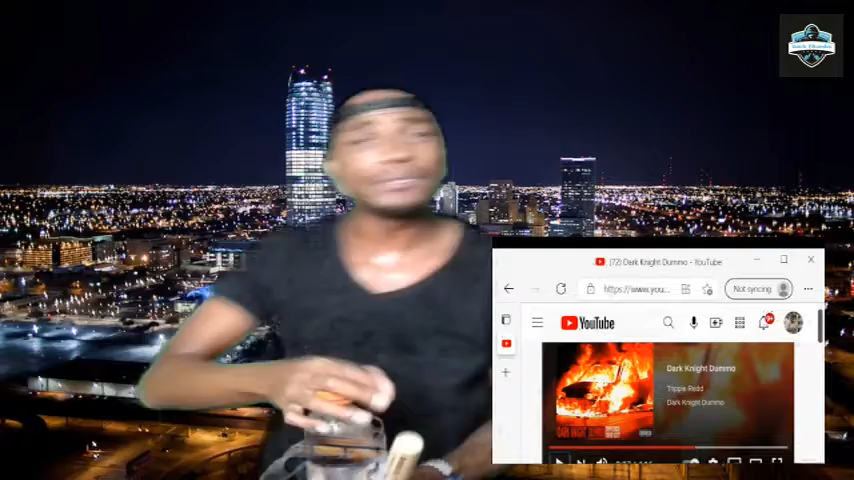 (72) Dark Knight Dummo - YouTube
https://www.you...
Not syncing
YouTube
9+
Dark Knight Dummo
Trippie Redd
Dark Knight Dummo